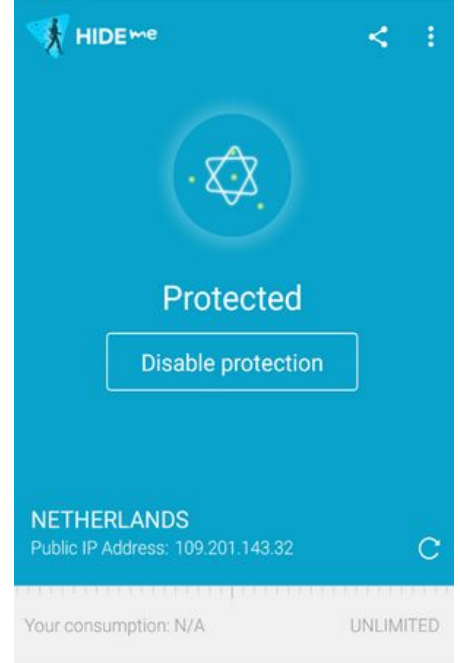 HIDE me
Protected
Disable protection
NETHERLANDS
Public IP Address: 109.201.143.32
Your consumption: N/A UNLIMITED